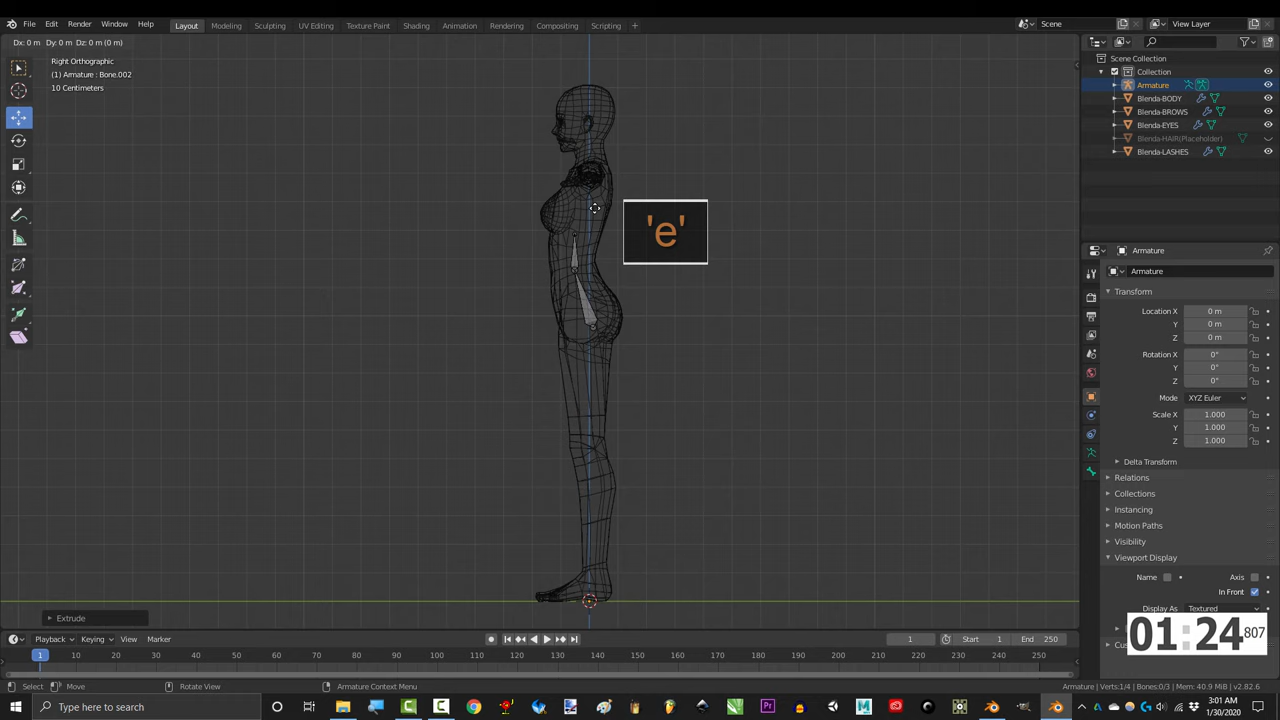 File Edit Render Window Help Layout Modeling Sculpting UV Editing Texture Paint Shading Animation Rendering Compositing Scripting + Scene View Layer
Dx: 0 m Dy: 0 m Dz: 0 m (0 m)
Right Orthographic
(1) Armature : Bone.002
10 Centimeters
'e'
Extrude
Scene Collection
Collection
Armature
Blenda-BODY
Blenda-BROWS
Blenda-EYES
Blenda-HAIR(Placeholder)
Blenda-LASHES
Armature
Armature
Transform
Location X 0 m
Y 0 m
Z 0 m
Rotation X 0°
Y 0°
Z 0°
Mode XYZ Euler
Scale X 1.000
Y 1.000
Z 1.000
Delta Transform
Relations
Collections
Instancing
Motion Paths
Visibility
Viewport Display
Name Axis
In Front
Display As Textured
01:24 807
Playback Keying View Marker 1 Start 1 End 250
1 10 20 30 40 50 60 70 80 90 100 110 120 130 140 150 160 170 180 190 200 210 220 230 240 250
Select Move Rotate View Armature Context Menu Armature | Verts:1/4 | Bones:0/3 | Mem: 40.9 MiB | v2.82.6
Type here to search 3:01 AM
1/30/2020